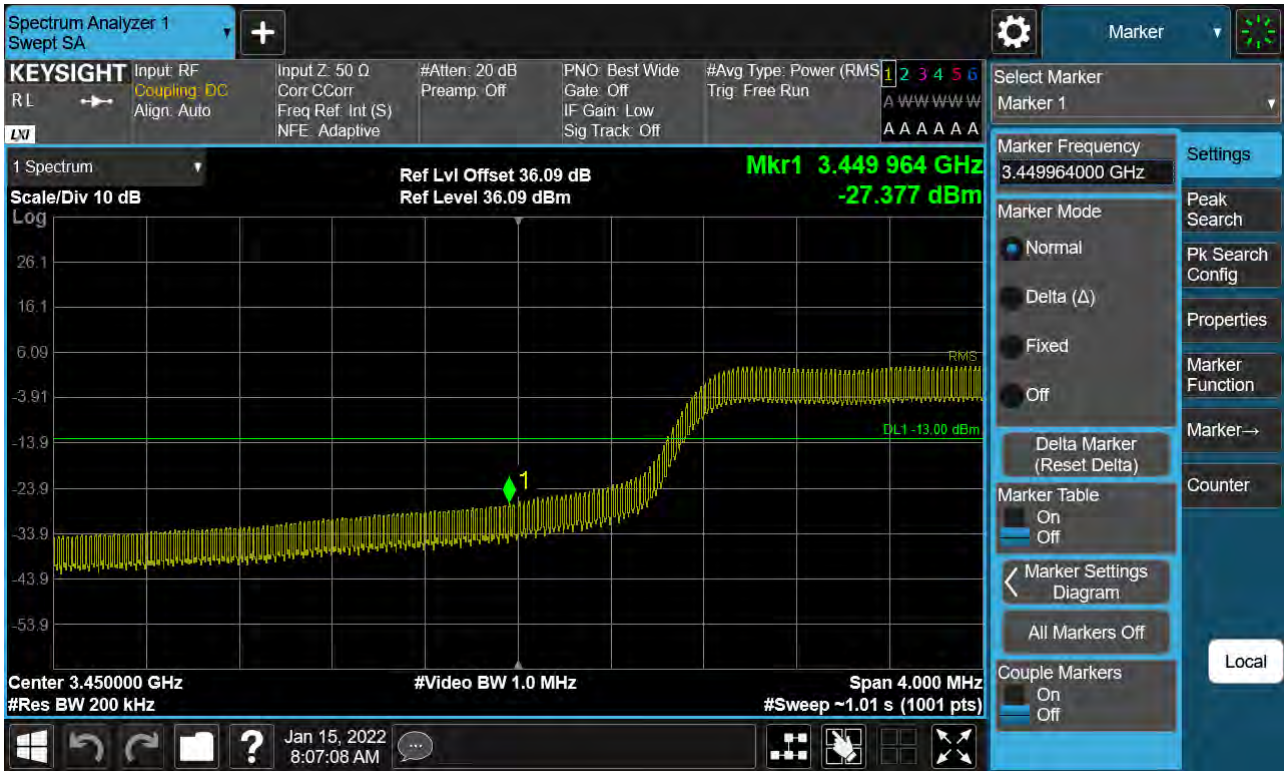 Spectrum Analyzer 1
Swept SA
+
Marker
KEYSIGHT
RL
LXI
Input: RF
Coupling: DC
Align: Auto
Input Z: 50 Ω
Corr CCorr
Freq Ref: Int (S)
NFE: Adaptive
#Atten: 20 dB
Preamp: Off
PNO: Best Wide
Gate: Off
IF Gain: Low
Sig Track: Off
#Avg Type: Power (RMS
Trig: Free Run
1 2 3 4 5 6
A W W W W W
A A A A A A
Select Marker
Marker 1
1 Spectrum
Scale/Div 10 dB
Log
Ref Lvl Offset 36.09 dB
Ref Level 36.09 dBm
Mkr1 3.449 964 GHz
-27.377 dBm
26.1
16.1
6.09
-3.91
-13.9
-23.9
-33.9
-43.9
-53.9
RMS
DL1 -13.00 dBm
1
Center 3.450000 GHz
#Res BW 200 kHz
#Video BW 1.0 MHz
Span 4.000 MHz
#Sweep ~1.01 s (1001 pts)
Marker Frequency
3.449964000 GHz
Marker Mode
Normal
Delta (Δ)
Fixed
Off
Delta Marker
(Reset Delta)
Marker Table
On
Off
Marker Settings
Diagram
All Markers Off
Couple Markers
On
Off
Settings
Peak
Search
Pk Search
Config
Properties
Marker
Function
Marker→
Counter
Local
?
Jan 15, 2022
8:07:08 AM